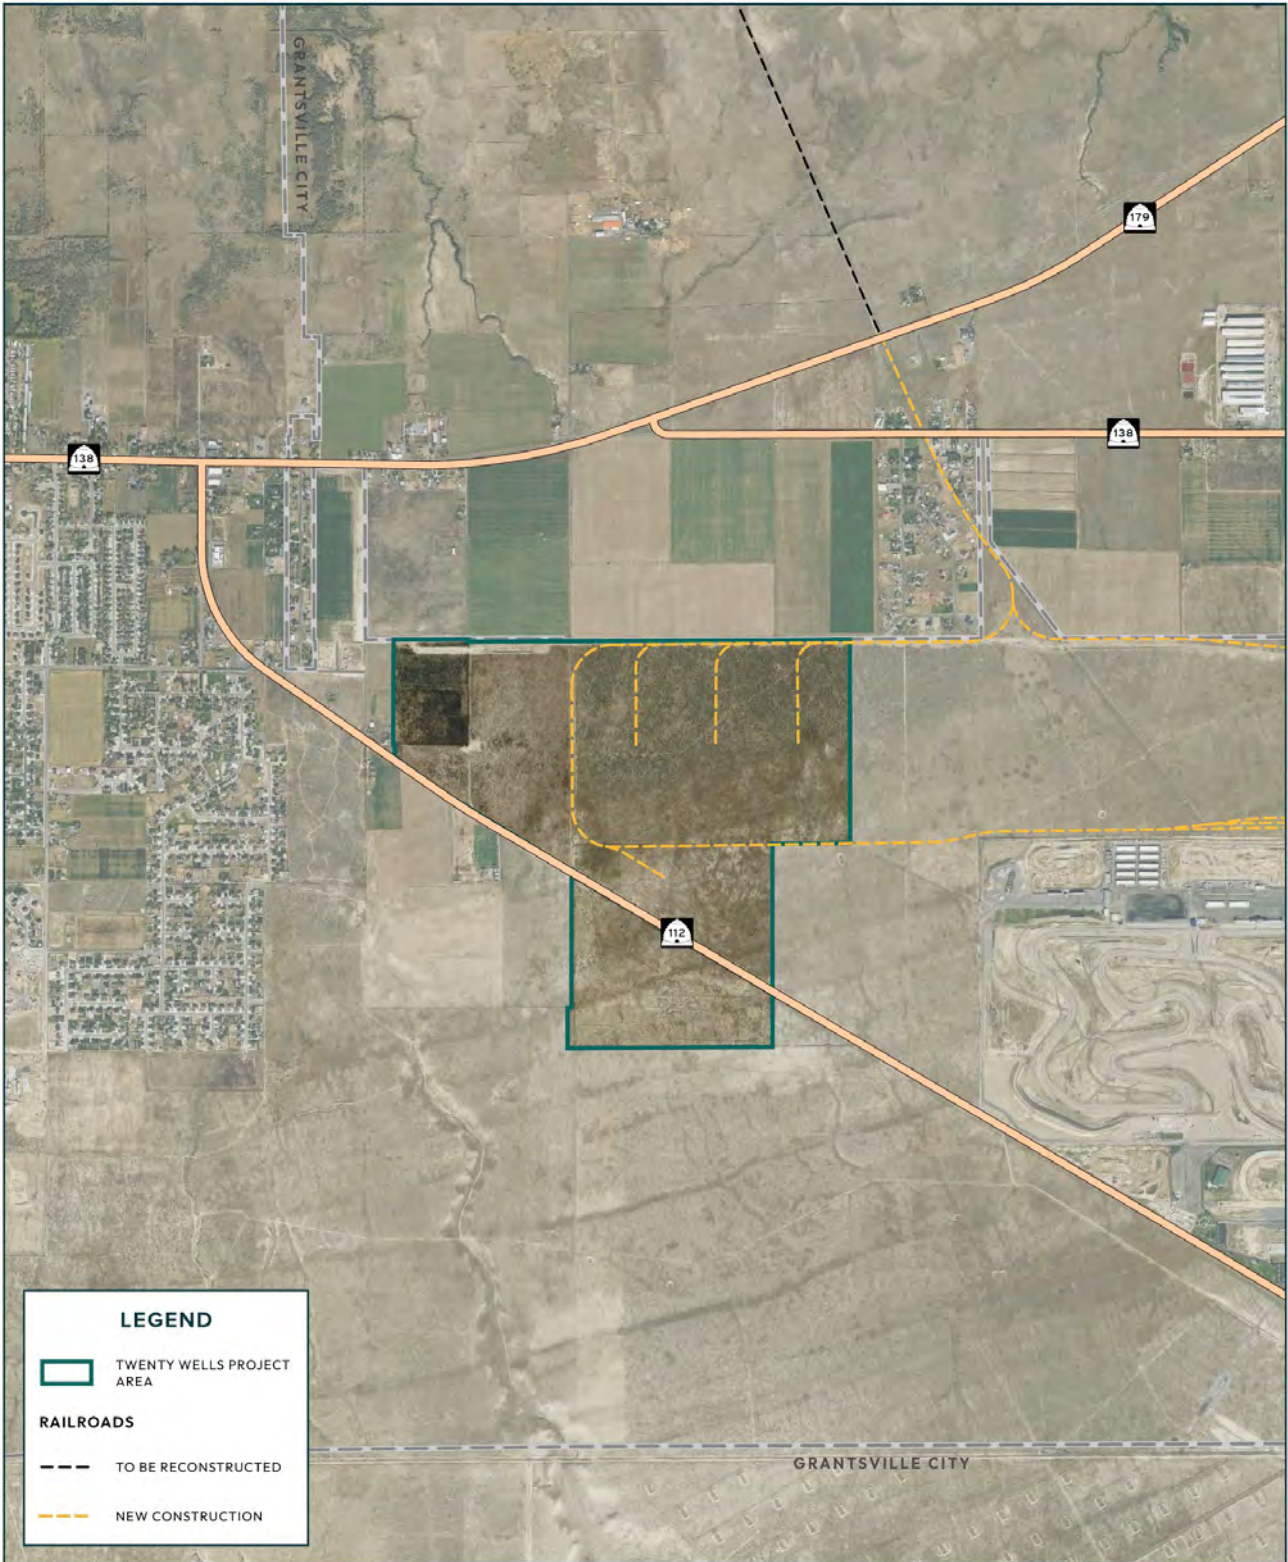 GRANTSVILLE CITY
179
138
138
112
LEGEND
TWENTY WELLS PROJECT
AREA
RAILROADS
TO BE RECONSTRUCTED
NEW CONSTRUCTION
GRANTSVILLE CITY